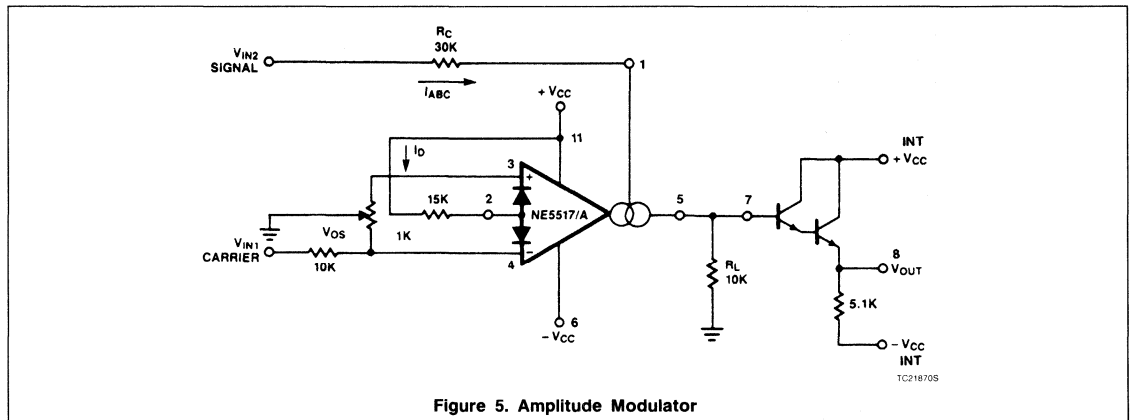 VIN2
SIGNAL
RC
30K
IABC
1
+ VCC
11
ID
3
+
15K
2
NE5517/A
VOS
1K
VIN1
CARRIER
10K
−
4
6
− VCC
5
7
RL
10K
INT
+ VCC
8
VOUT
5.1K
− VCC
INT
TC21870S
Figure 5. Amplitude Modulator